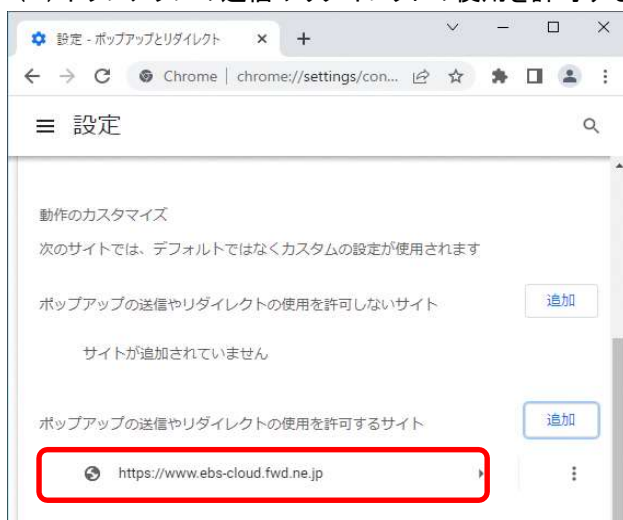 設定 - ポップアップとリダイレクト
Chrome | chrome://settings/con...
設定
動作のカスタマイズ
次のサイトでは、デフォルトではなくカスタムの設定が使用されます
ポップアップの送信やリダイレクトの使用を許可しないサイト 追加
サイトが追加されていません
ポップアップの送信やリダイレクトの使用を許可するサイト 追加
https://www.ebs-cloud.fwd.ne.jp